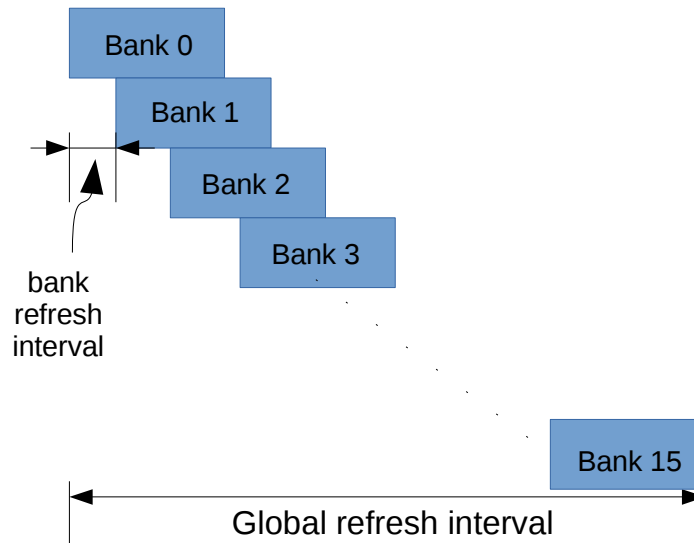 Bank 0
Bank 1
Bank 2
Bank 3
bank
refresh
interval
Bank 15
Global refresh interval